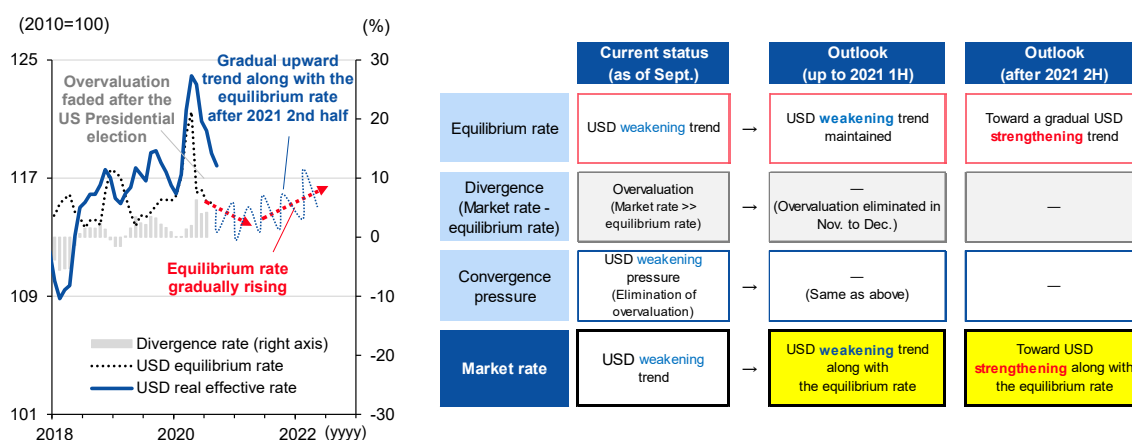 (2010=100)
(%)
125
117
109
101
30
20
10
0
-10
-20
-30
2018
2020
2022
(yyyy)
Overvaluation
faded after the
US Presidential
election
Gradual upward
trend along with the
equilibrium rate
after 2021 2nd half
Equilibrium rate
gradually rising
Divergence rate (right axis)
USD equilibrium rate
USD real effective rate
Current status
(as of Sept.)
Outlook
(up to 2021 1H)
Outlook
(after 2021 2H)
Equilibrium rate
USD weakening trend
→
USD weakening trend
maintained
Toward a gradual USD
strengthening trend
Divergence
(Market rate -
equilibrium rate)
Overvaluation
(Market rate >>
equilibrium rate)
→
—
(Overvaluation eliminated in
Nov. to Dec.)
—
Convergence
pressure
USD weakening
pressure
(Elimination of
overvaluation)
→
—
(Same as above)
—
Market rate
USD weakening
trend
→
USD weakening trend
along with
the equilibrium rate
Toward USD
strengthening along with
the equilibrium rate